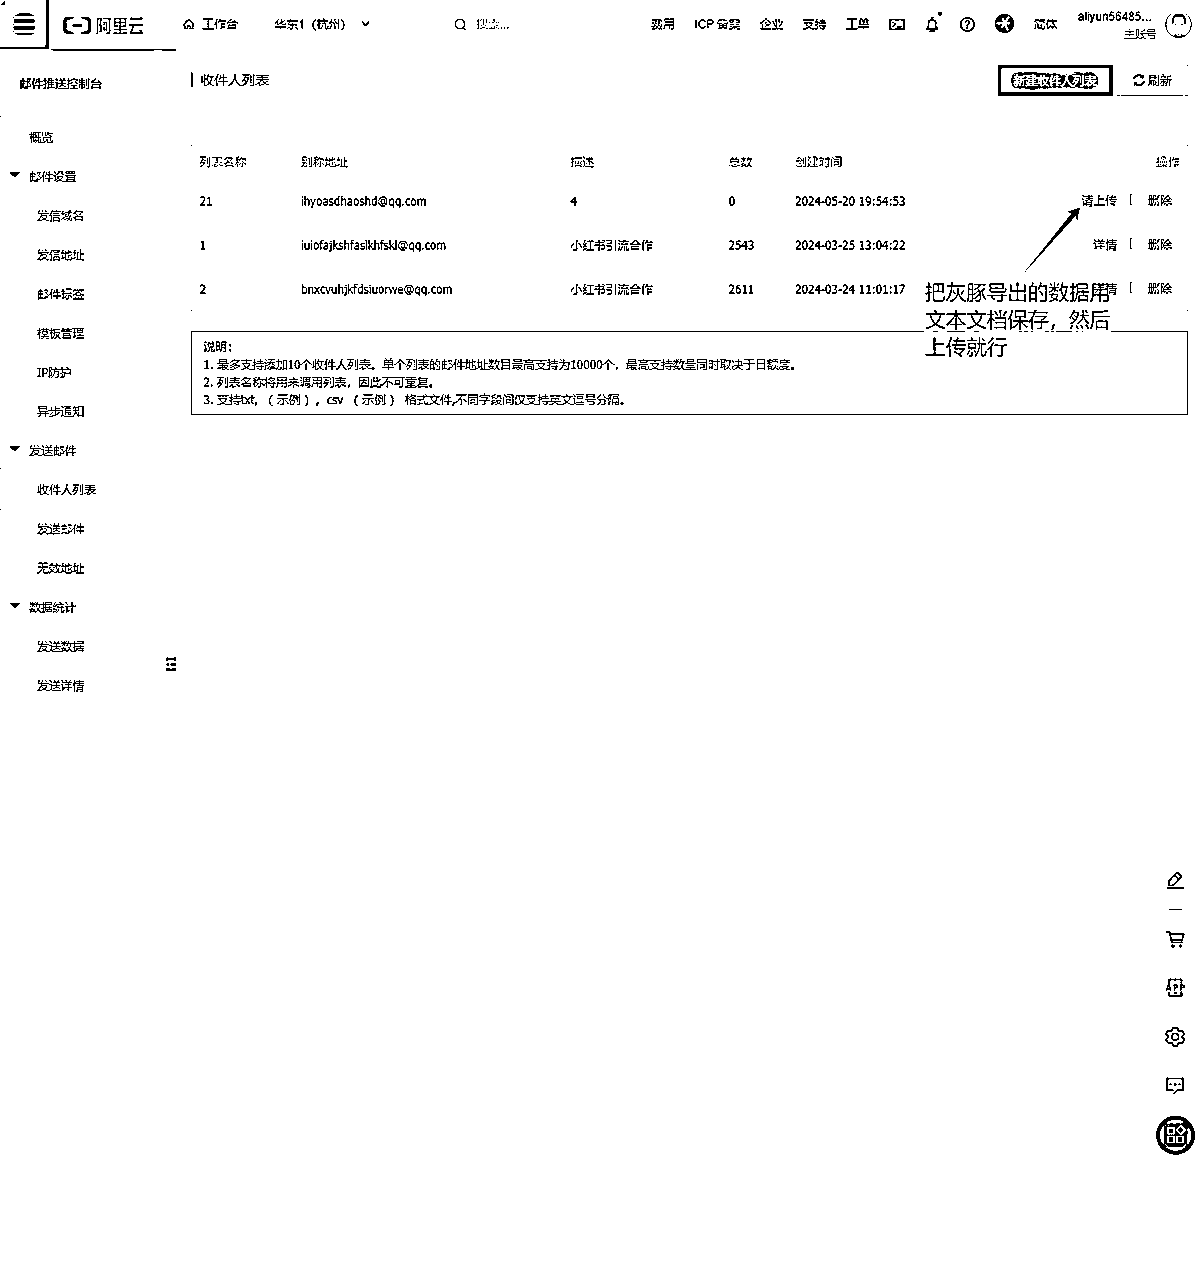 阿里云 工作台 华东1（杭州） 搜索... 费用 ICP 备案 企业 支持 工单 简体 aliyun56485...
主账号
邮件推送控制台
概览
邮件设置
发信域名
发信地址
邮件标签
模板管理
IP防护
异步通知
发送邮件
收件人列表
发送邮件
无效地址
数据统计
发送数据
发送详情
收件人列表
新建收件人列表 刷新
列表名称 别称地址 描述 总数 创建时间 操作
21 ihyoasdhaoshd@qq.com 4 0 2024-05-20 19:54:53 请上传 | 删除
1 iuiofajkshfaslkhfskl@qq.com 小红书引流合作 2543 2024-03-25 13:04:22 详情 | 删除
2 bnxcvuhjkfdsiuorwe@qq.com 小红书引流合作 2611 2024-03-24 11:01:17 详情 | 删除
把灰豚导出的数据用
文本文档保存，然后
上传就行
说明：
1. 最多支持添加10个收件人列表。单个列表的邮件地址数目最高支持为10000个，最高支持数量同时取决于日额度。
2. 列表名称将用来调用列表，因此不可重复。
3. 支持txt,（示例）, csv （示例） 格式文件,不同字段间仅支持英文逗号分隔。